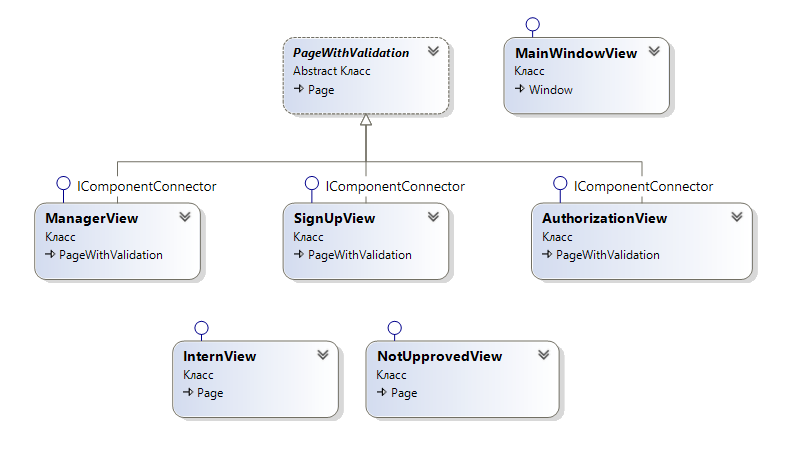 PageWithValidation
Abstract Класс
Page
MainWindowView
Класс
Window
IComponentConnector
ManagerView
Класс
PageWithValidation
IComponentConnector
SignUpView
Класс
PageWithValidation
IComponentConnector
AuthorizationView
Класс
PageWithValidation
InternView
Класс
Page
NotUpprovedView
Класс
Page